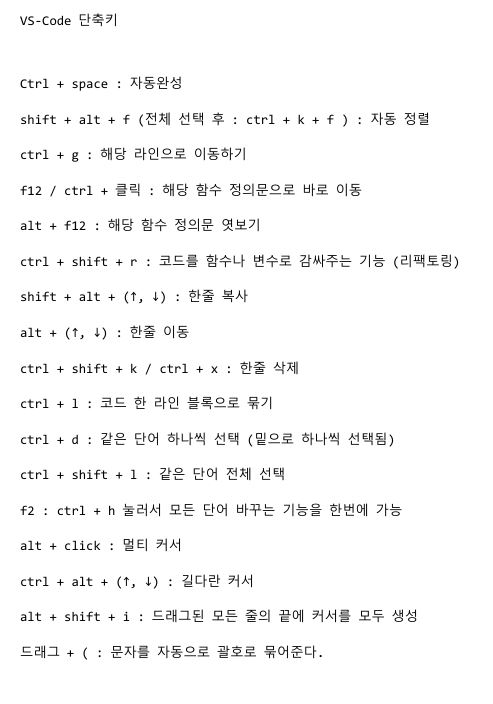 VS-Code 단축키
Ctrl + space : 자동완성
shift + alt + f (전체 선택 후 : ctrl + k + f ) : 자동 정렬
ctrl + g : 해당 라인으로 이동하기
f12 / ctrl + 클릭 : 해당 함수 정의문으로 바로 이동
alt + f12 : 해당 함수 정의문 엿보기
ctrl + shift + r : 코드를 함수나 변수로 감싸주는 기능 (리팩토링)
shift + alt + (↑, ↓) : 한줄 복사
alt + (↑, ↓) : 한줄 이동
ctrl + shift + k / ctrl + x : 한줄 삭제
ctrl + l : 코드 한 라인 블록으로 묶기
ctrl + d : 같은 단어 하나씩 선택 (밑으로 하나씩 선택됨)
ctrl + shift + l : 같은 단어 전체 선택
f2 : ctrl + h 눌러서 모든 단어 바꾸는 기능을 한번에 가능
alt + click : 멀티 커서
ctrl + alt + (↑, ↓) : 길다란 커서
alt + shift + i : 드래그된 모든 줄의 끝에 커서를 모두 생성
드래그 + ( : 문자를 자동으로 괄호로 묶어준다.